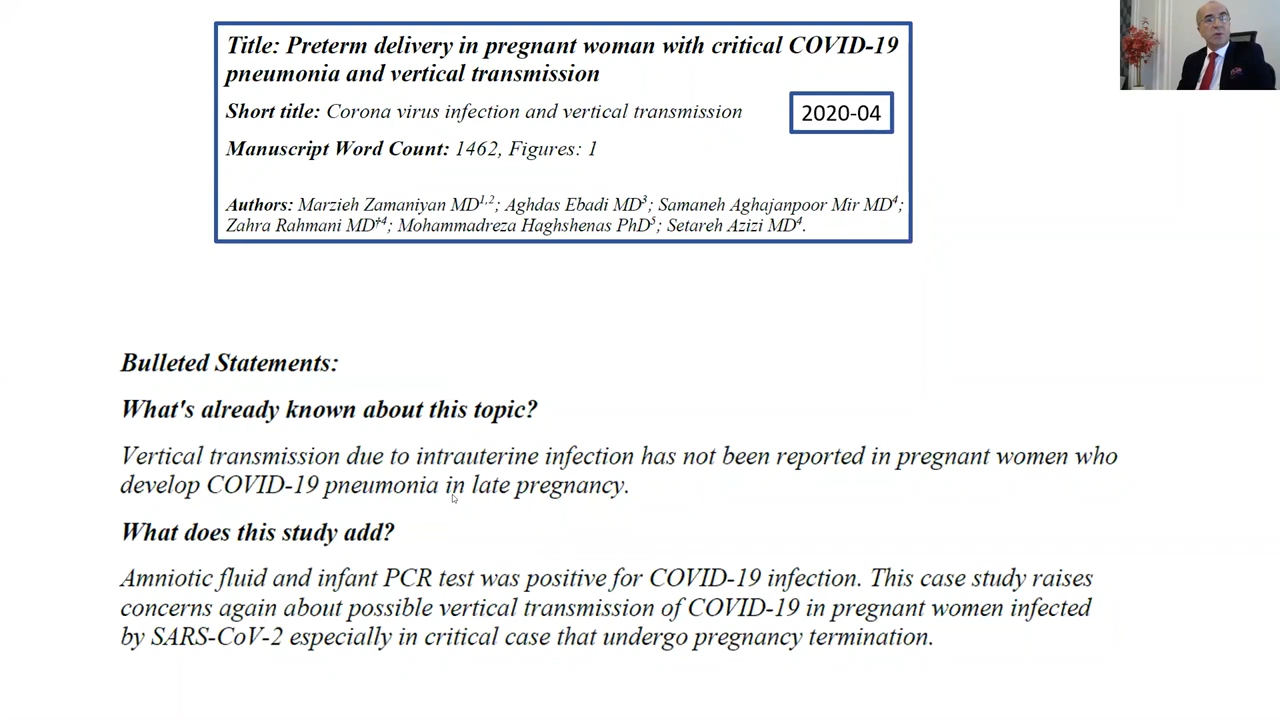 Title: Preterm delivery in pregnant woman with critical COVID-19
pneumonia and vertical transmission
Short title: Corona virus infection and vertical transmission
2020-04
Manuscript Word Count: 1462, Figures: 1
Authors: Marzieh Zamaniyan MD1,2; Aghdas Ebadi MD3; Samaneh Aghajanpoor Mir MD4;
Zahra Rahmani MD†4; Mohammadreza Haghshenas PhD5; Setareh Azizi MD4.
Bulleted Statements:
What's already known about this topic?
Vertical transmission due to intrauterine infection has not been reported in pregnant women who
develop COVID-19 pneumonia in late pregnancy.
What does this study add?
Amniotic fluid and infant PCR test was positive for COVID-19 infection. This case study raises
concerns again about possible vertical transmission of COVID-19 in pregnant women infected
by SARS-CoV-2 especially in critical case that undergo pregnancy termination.